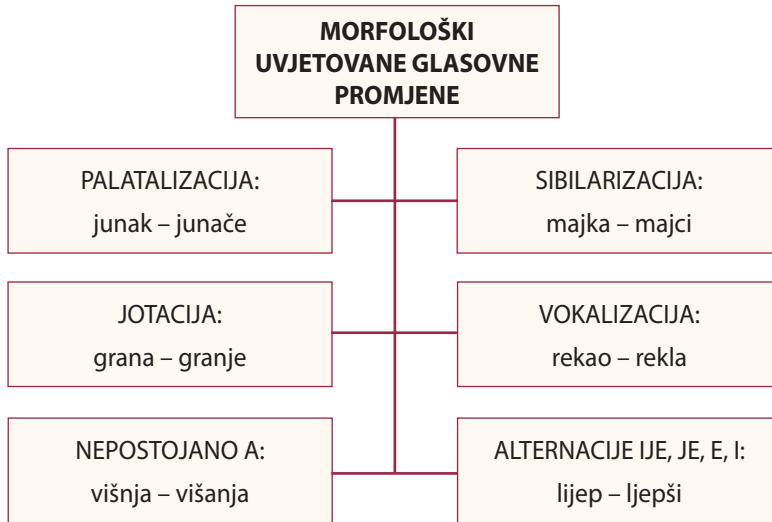 MORFOLOŠKI
UVJETOVANE GLASOVNE
PROMJENE
PALATALIZACIJA:
junak – junače
SIBILARIZACIJA:
majka – majci
JOTACIJA:
grana – granje
VOKALIZACIJA:
rekao – rekla
NEPOSTOJANO A:
višnja – višanja
ALTERNACIJE IJE, JE, E, I:
lijep – ljepši